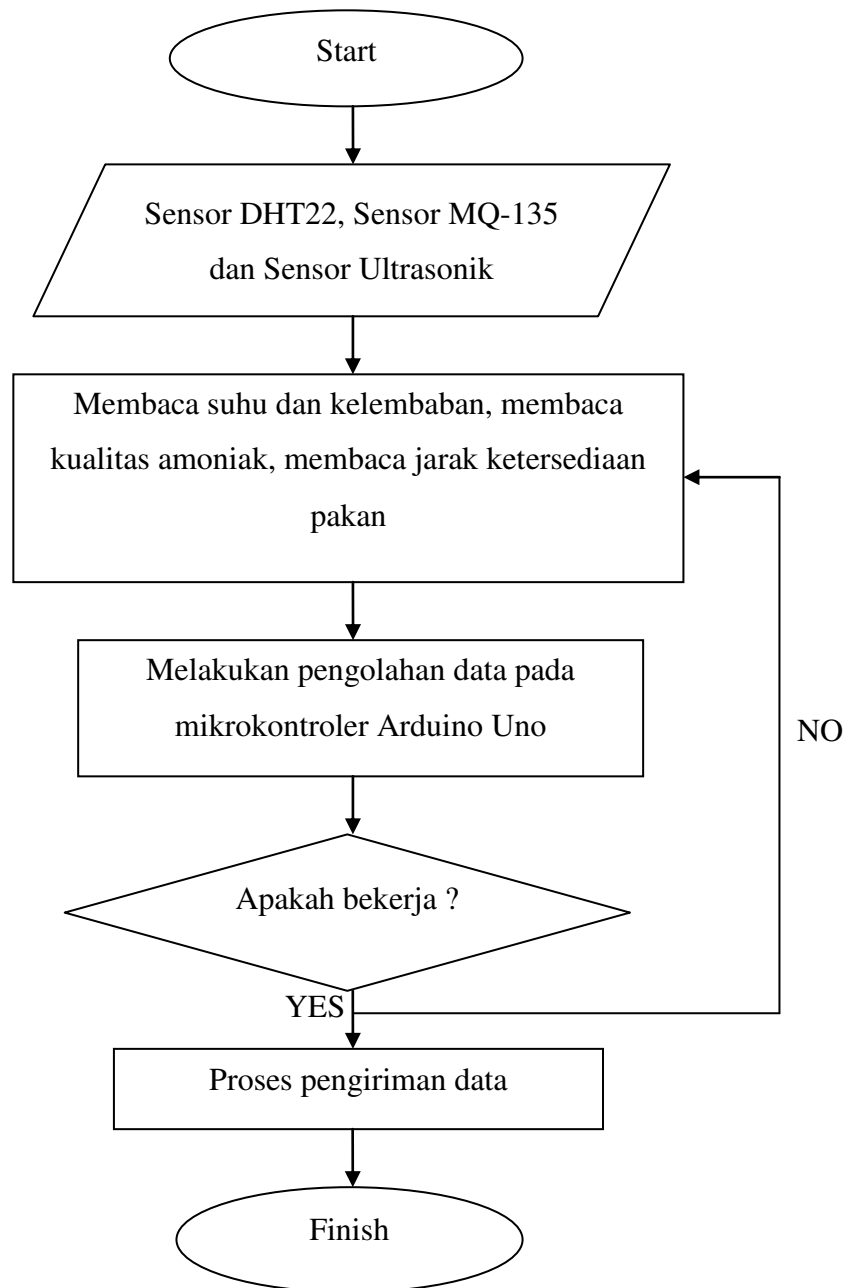 Start
Sensor DHT22, Sensor MQ-135
dan Sensor Ultrasonik
Membaca suhu dan kelembaban, membaca
kualitas amoniak, membaca jarak ketersediaan
pakan
Melakukan pengolahan data pada
mikrokontroler Arduino Uno
NO
Apakah bekerja ?
YES
Proses pengiriman data
Finish